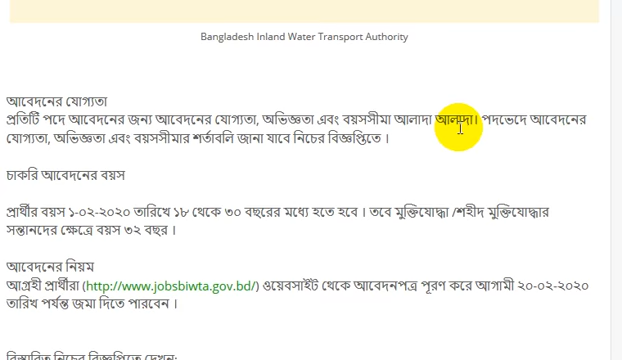 Bangladesh Inland Water Transport Authority
আবেদনের যোগ্যতা
প্রতিটি পদে আবেদনের জন্য আবেদনের যোগ্যতা, অভিজ্ঞতা এবং বয়সসীমা আলাদা আলাদা। পদভেদে আবেদনের
যোগ্যতা, অভিজ্ঞতা এবং বয়সসীমার শর্তাবলি জানা যাবে নিচের বিজ্ঞপ্তিতে ।
চাকরি আবেদনের বয়স
প্রার্থীর বয়স ১-০২-২০২০ তারিখে ১৮ থেকে ৩০ বছরের মধ্যে হতে হবে । তবে মুক্তিযোদ্ধা /শহীদ মুক্তিযোদ্ধার
সন্তানদের ক্ষেত্রে বয়স ৩২ বছর ।
আবেদনের নিয়ম
আগ্রহী প্রার্থীরা (http://www.jobsbiwta.gov.bd/) ওয়েবসাইট থেকে আবেদনপত্র পূরণ করে আগামী ২০-০২-২০২০
তারিখ পর্যন্ত জমা দিতে পারবেন ।
বিস্তারিত নিচের বিজ্ঞপ্তিতে দেখুন: